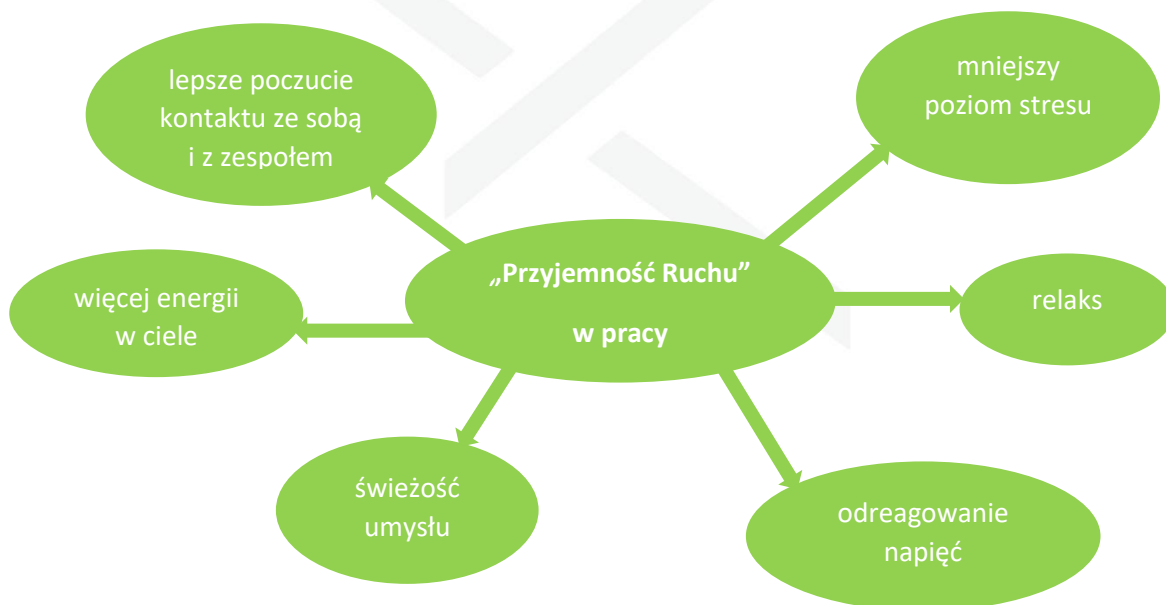 lepsze poczucie
kontaktu ze sobą
i z zespołem
mniejszy
poziom stresu
„Przyjemność Ruchu”
w pracy
więcej energii
w ciele
relaks
świeżość
umysłu
odreagowanie
napięć